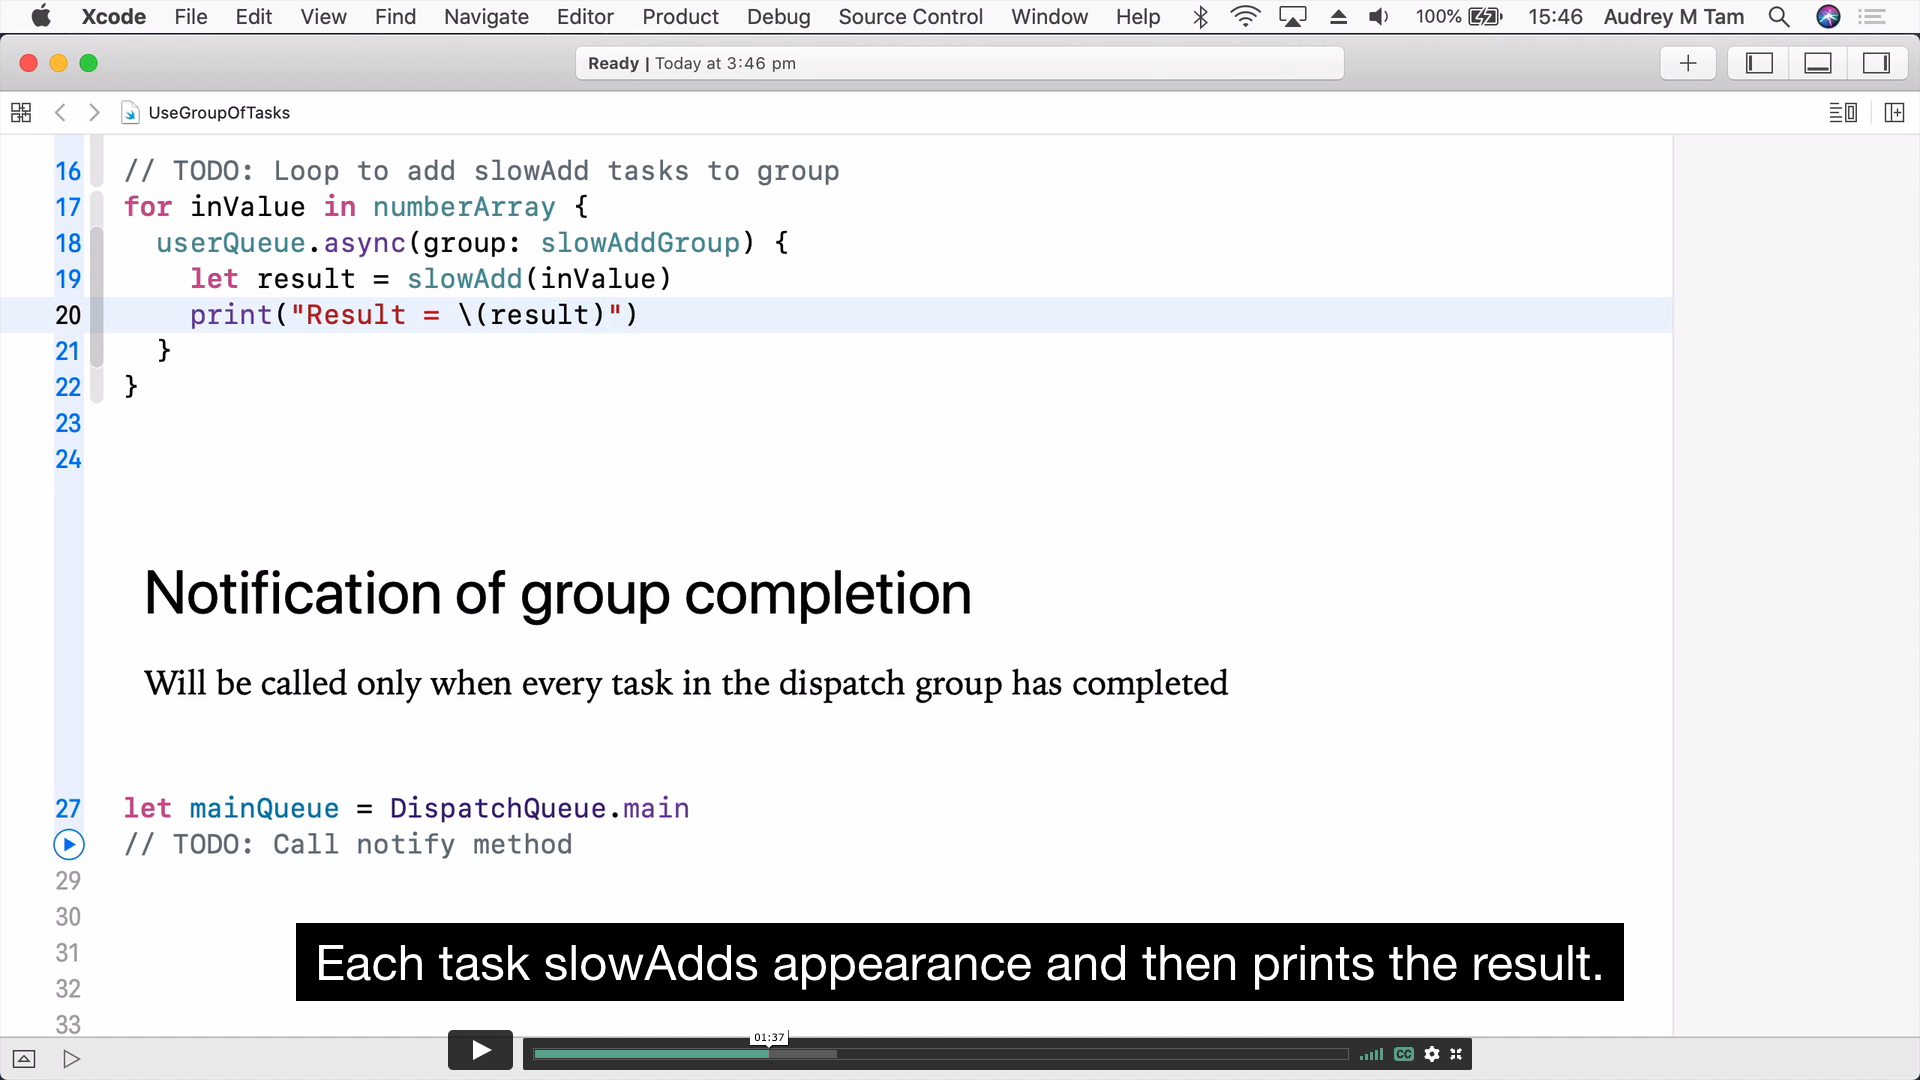 Xcode File Edit View Find Navigate Editor Product Debug Source Control Window Help 100% 15:46 Audrey M Tam
Ready | Today at 3:46 pm
UseGroupOfTasks
16 // TODO: Loop to add slowAdd tasks to group
17 for inValue in numberArray {
18 userQueue.async(group: slowAddGroup) {
19 let result = slowAdd(inValue)
20 print("Result = \(result)")
21 }
22 }
23
24
Notification of group completion
Will be called only when every task in the dispatch group has completed
27 let mainQueue = DispatchQueue.main
// TODO: Call notify method
29
30
31
32
33
Each task slowAdds appearance and then prints the result.
01:37
CC